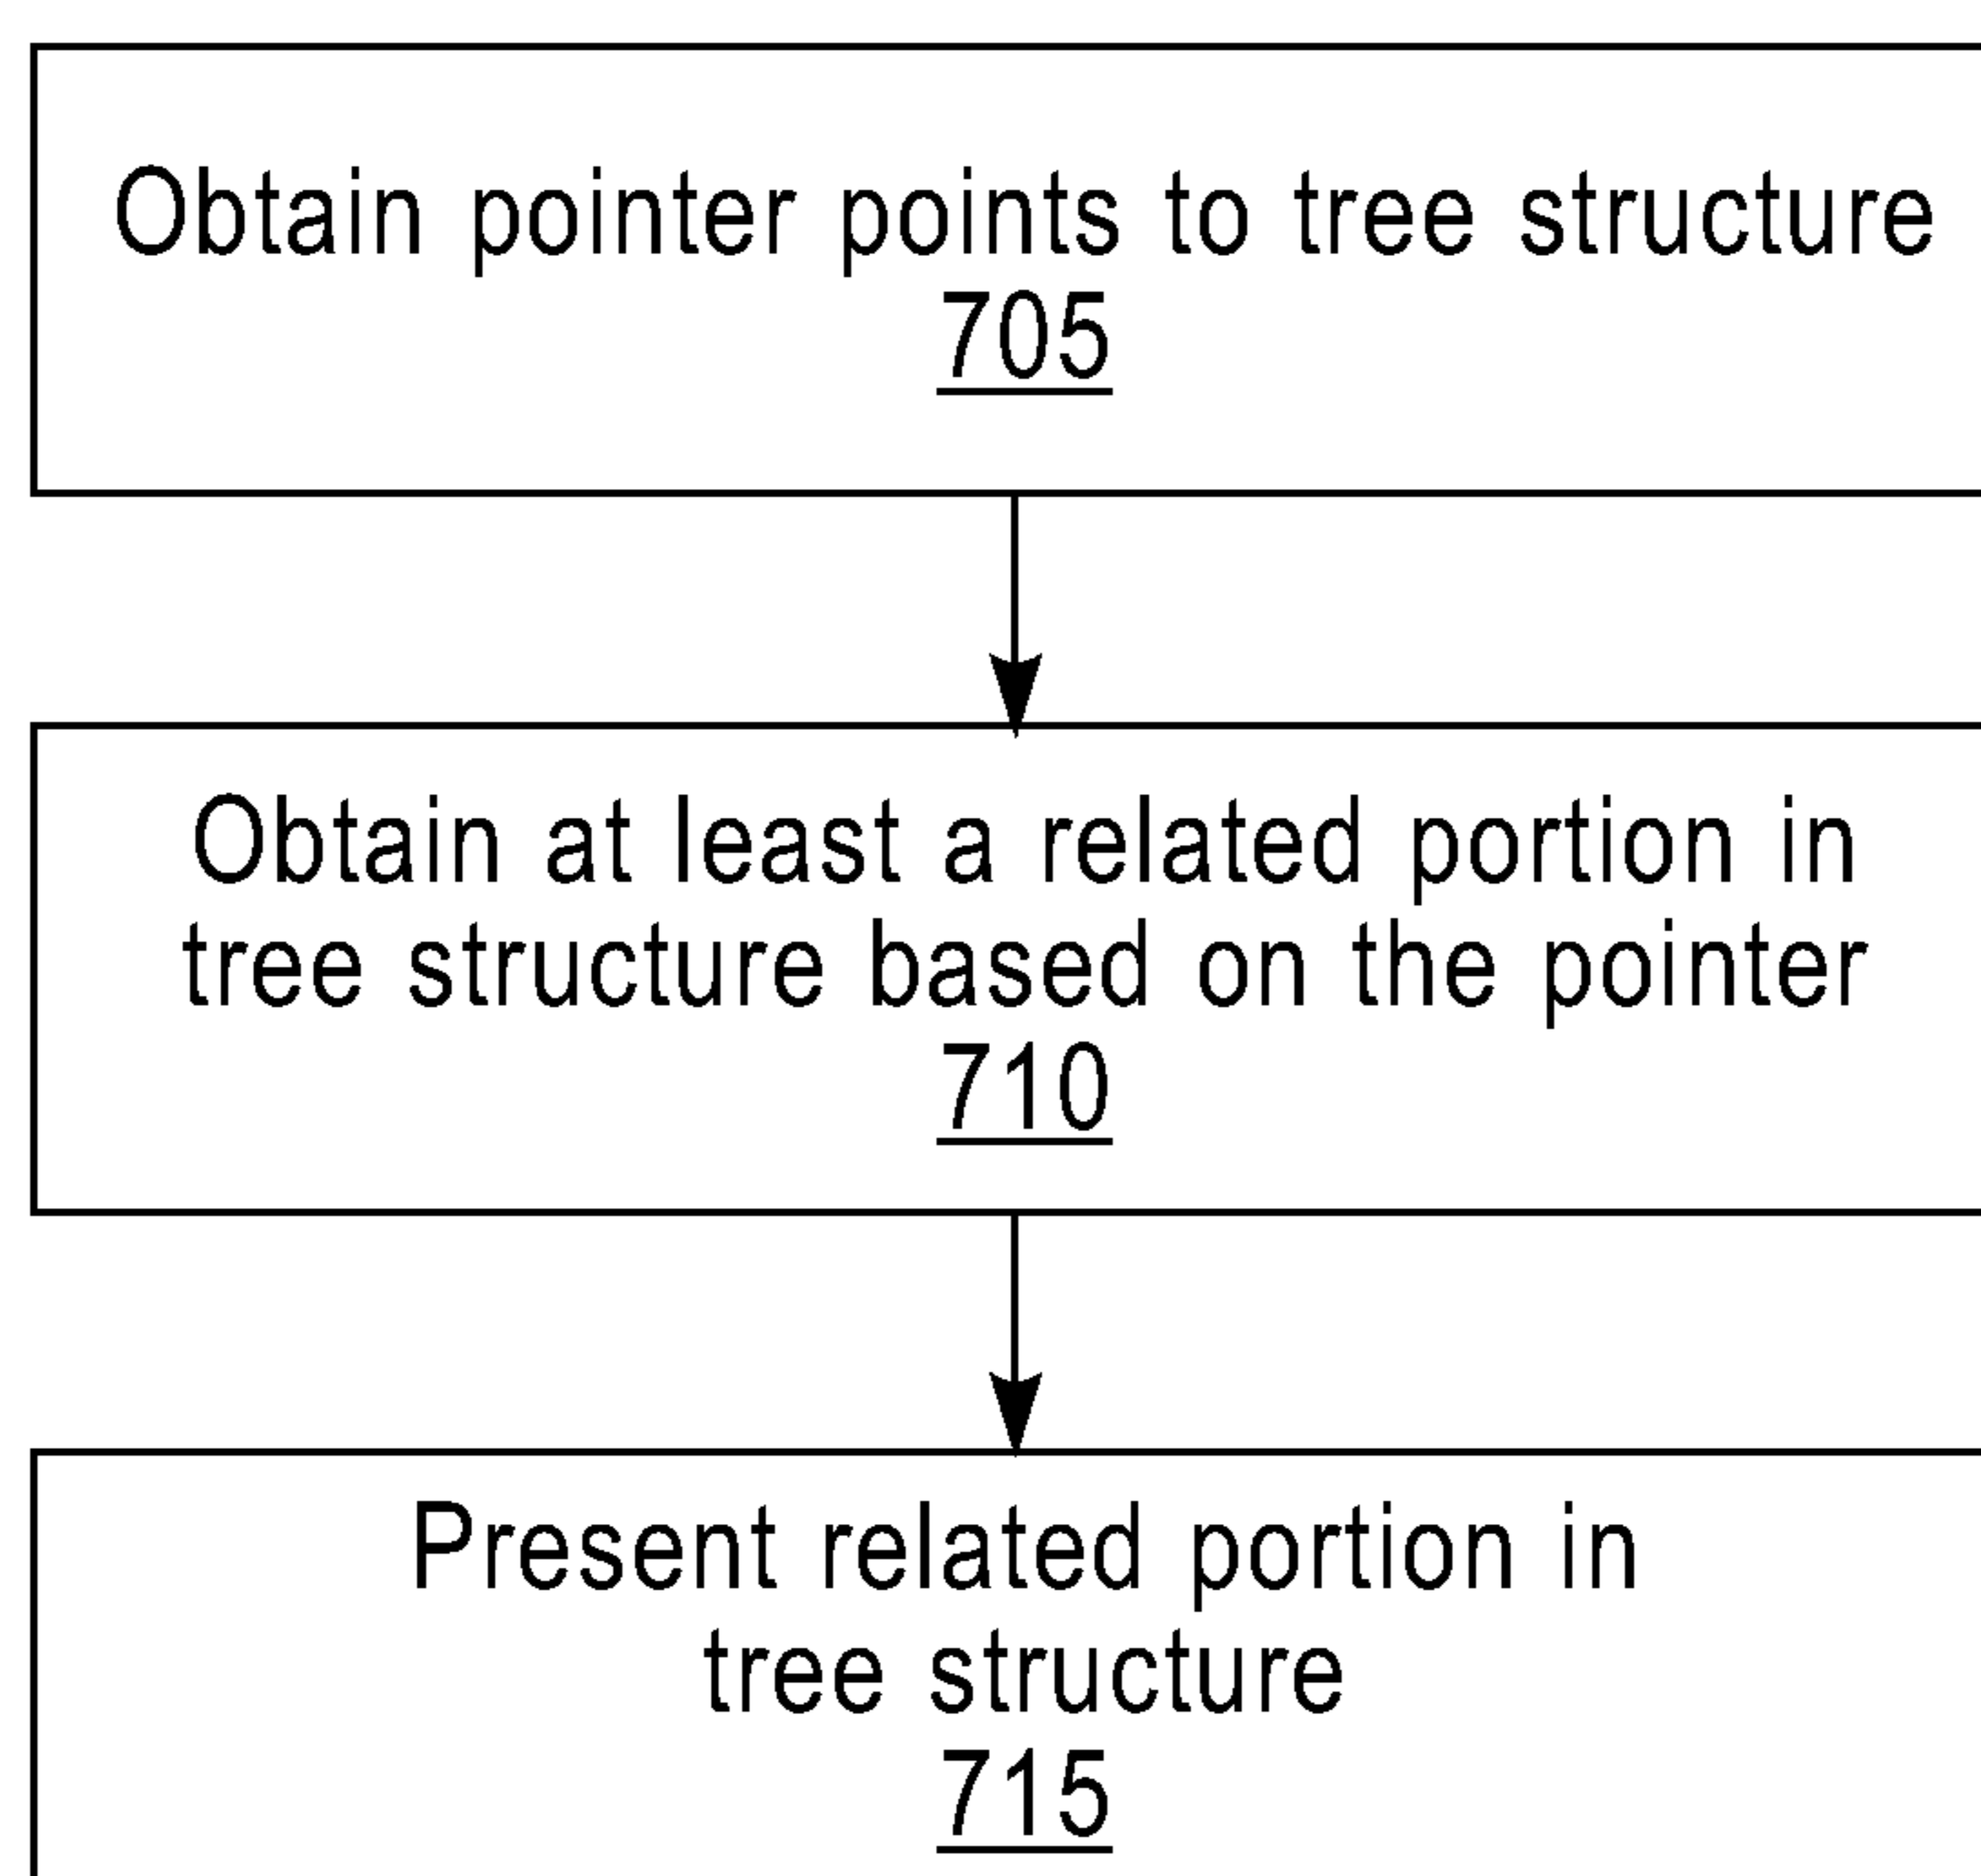 Obtain pointer points to tree structure
705
Obtain at least a related portion in
tree structure based on the pointer
710
Present related portion in
tree structure
715